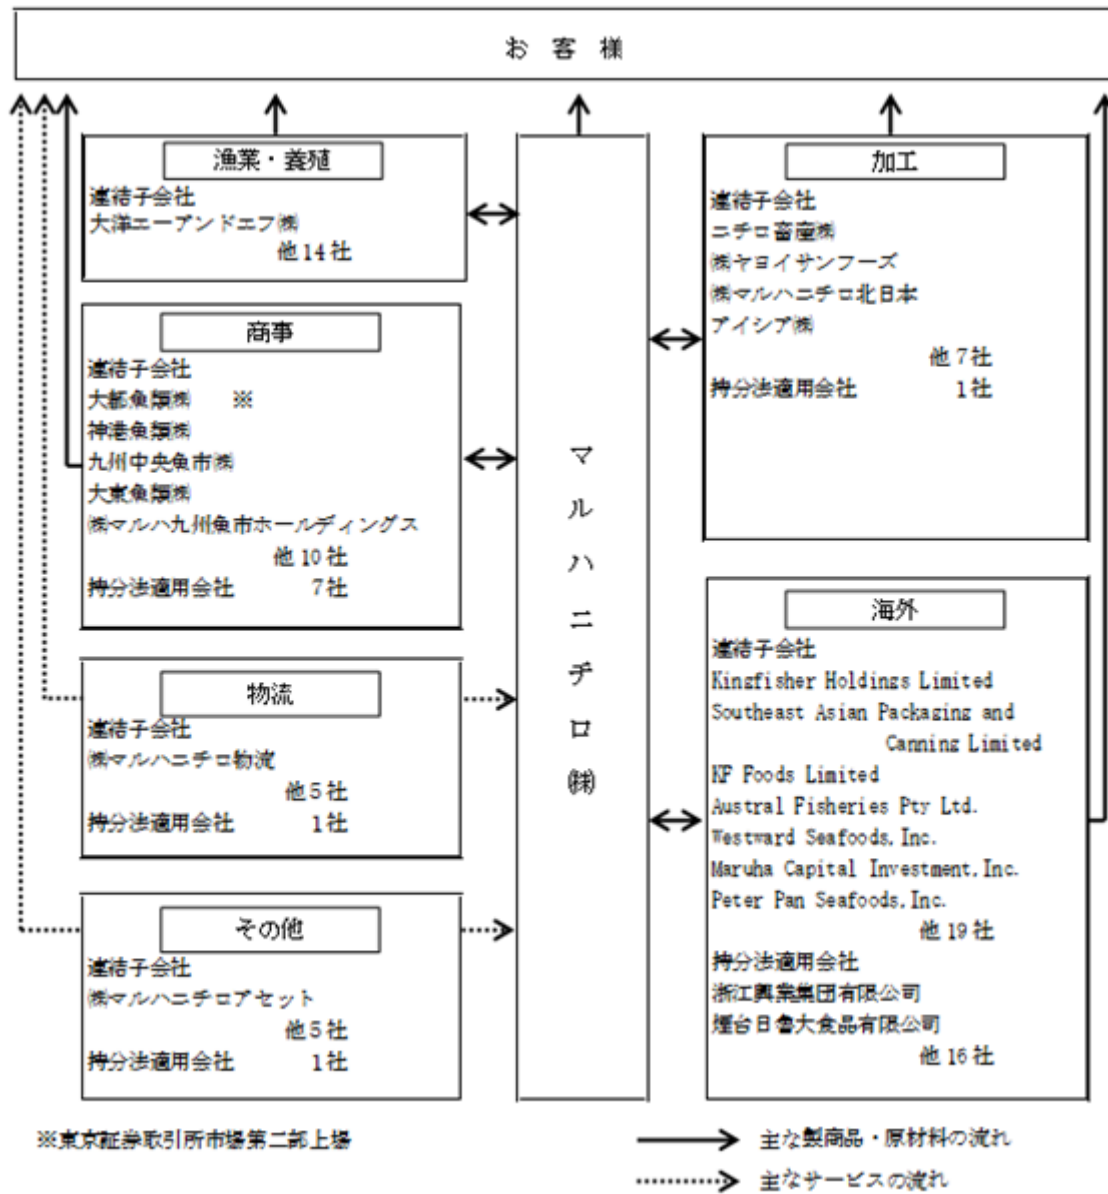 お客様
漁業・養殖
連結子会社
大洋エーアンドエフ㈱
他14社
商事
連結子会社
大都魚類㈱ ※
神港魚類㈱
九州中央魚市㈱
大東魚類㈱
㈱マルハ九州魚市ホールディングス
他10社
持分法適用会社 7社
物流
連結子会社
㈱マルハニチロ物流
他5社
持分法適用会社 1社
その他
連結子会社
㈱マルハニチロアセット
他5社
持分法適用会社 1社
マルハニチロ㈱
加工
連結子会社
ニチロ畜産㈱
㈱ヤヨイサンフーズ
㈱マルハニチロ北日本
アイシア㈱
他7社
持分法適用会社 1社
海外
連結子会社
Kingfisher Holdings Limited
Southeast Asian Packaging and
Canning Limited
KF Foods Limited
Austral Fisheries Pty Ltd.
Westward Seafoods,Inc.
Maruha Capital Investment,Inc.
Peter Pan Seafoods,Inc.
他19社
持分法適用会社
浙江興業集団有限公司
煙台日魯大食品有限公司
他16社
※東京証券取引所市場第二部上場
主な製商品・原材料の流れ
主なサービスの流れ